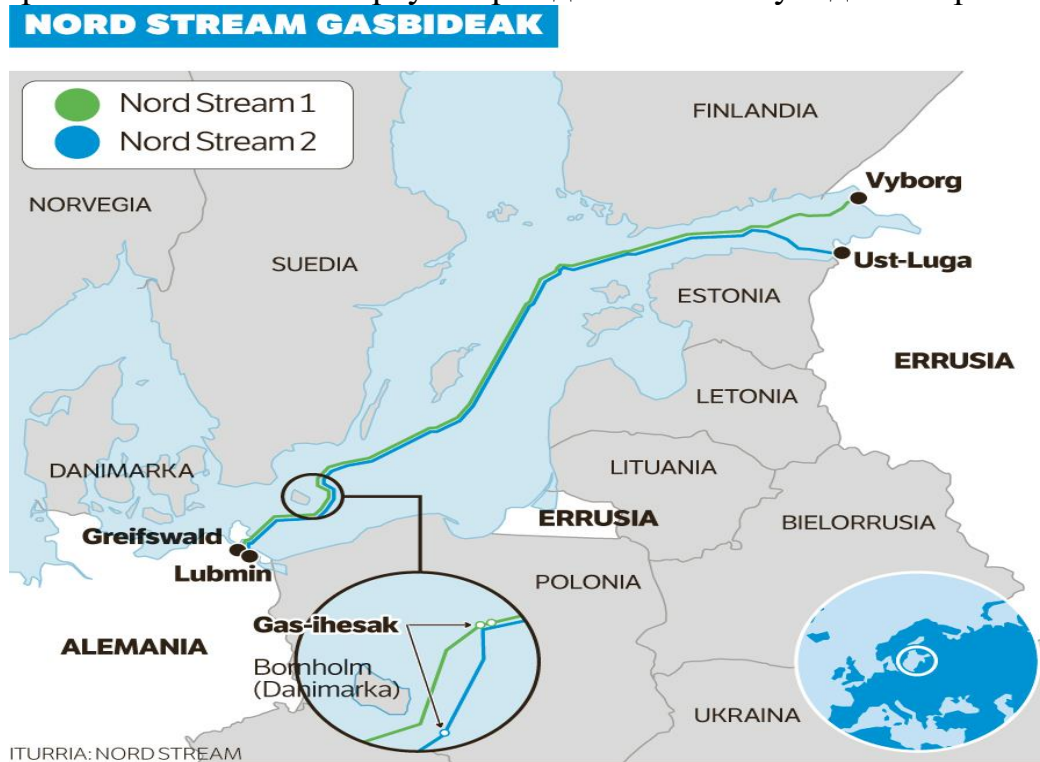 NORD STREAM GASBIDEAK
Nord Stream 1
Nord Stream 2
FINLANDIA
Vyborg
NORVEGIA
SUEDIA
Ust-Luga
ESTONIA
ERRUSIA
LETONIA
DANIMARKA
LITUANIA
ERRUSIA
BIELORRUSIA
Greifswald
Lubmin
POLONIA
Gas-ihesak
ALEMANIA
Bornholm
(Danimarka)
UKRAINA
ITURRIA: NORD STREAM